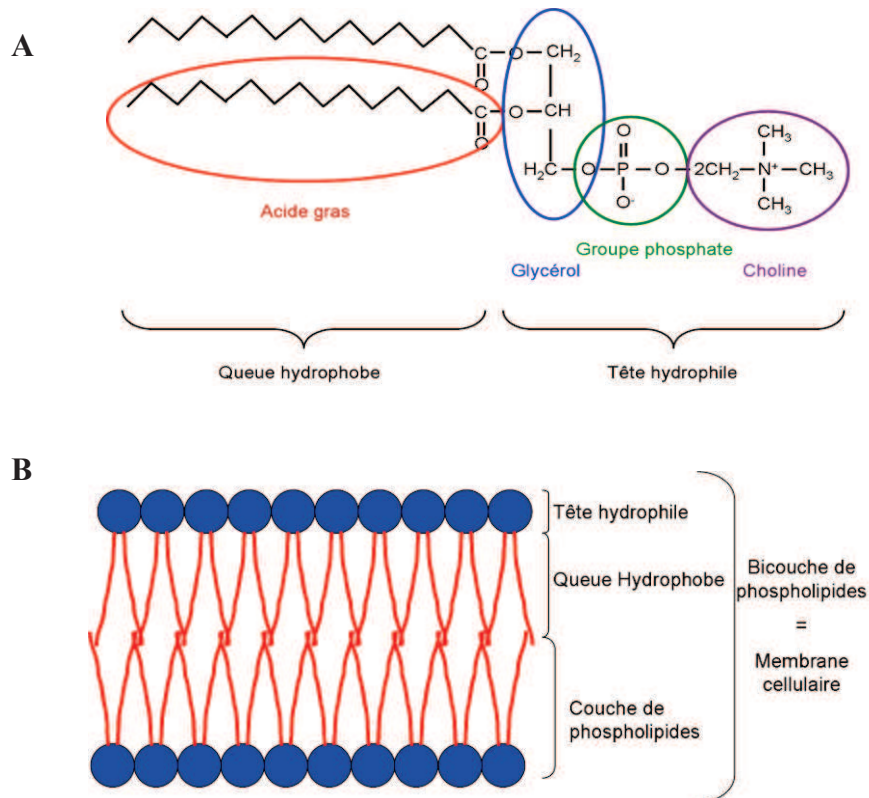 A
C
O
CH₂
O
C
O
CH
O
H₂C
O
P
O
O
O⁻
2CH₂
N⁺
CH₃
CH₃
CH₃
Acide gras
Groupe phosphate
Glycérol
Choline
Queue hydrophobe
Tête hydrophile
B
Tête hydrophile
Queue Hydrophobe
Couche de
phospholipides
Bicouche de
phospholipides
=
Membrane
cellulaire